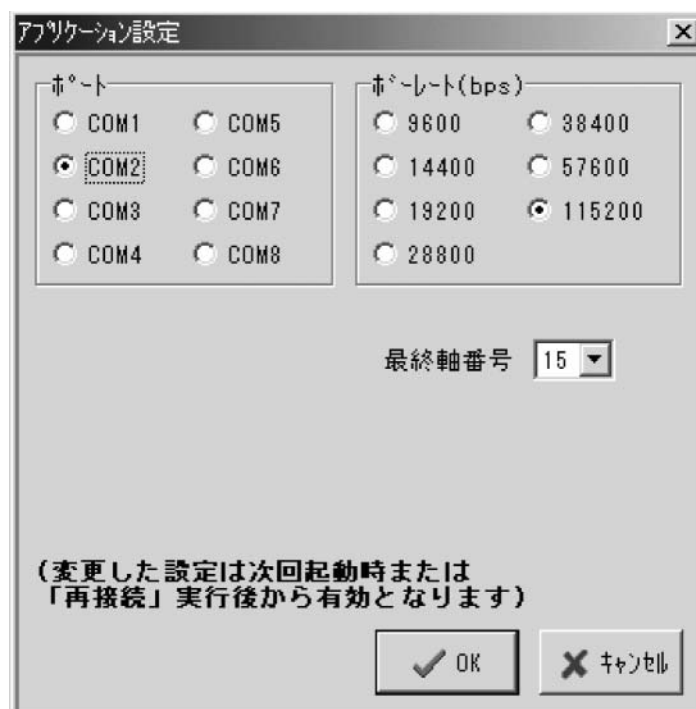 アプリケーション設定
ポート
COM1 COM5
COM2 COM6
COM3 COM7
COM4 COM8
ボーレート(bps)
9600 38400
14400 57600
19200 115200
28800
最終軸番号 15
(変更した設定は次回起動時または
「再接続」実行後から有効となります)
OK キャンセル